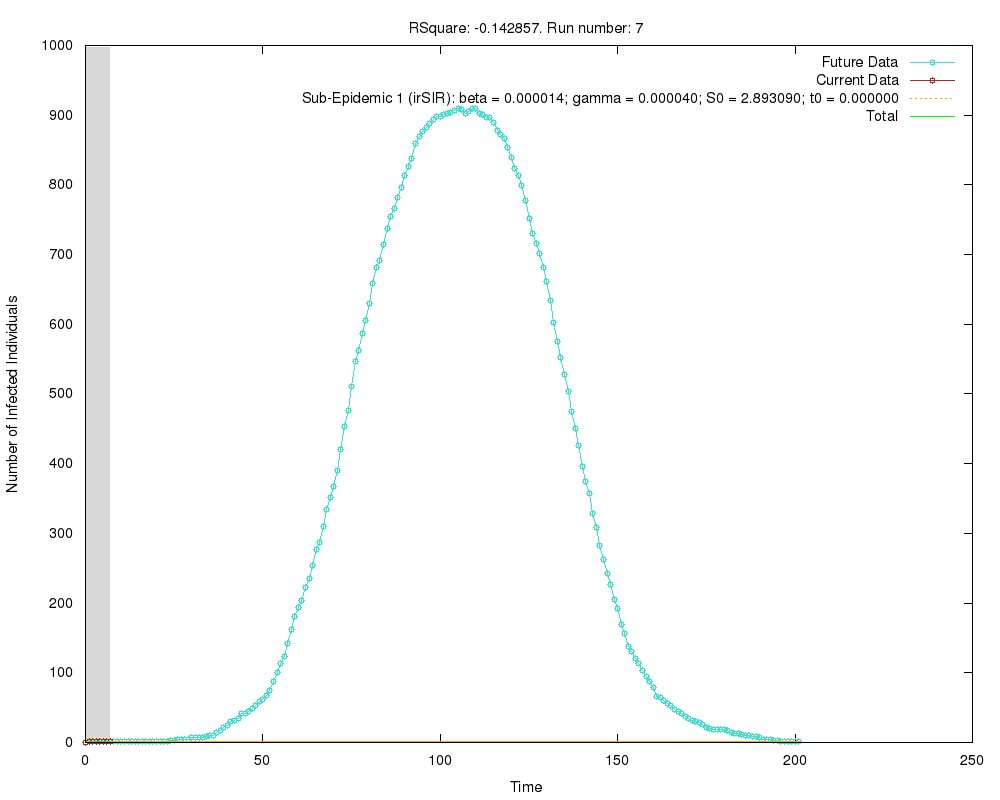 RSquare: -0.142857. Run number: 7
Future Data
Current Data
Sub-Epidemic 1 (irSIR): beta = 0.000014; gamma = 0.000040; S0 = 2.893090; t0 = 0.000000
Total
1000
900
800
700
600
500
400
300
200
100
0
Number of Infected Individuals
0 50 100 150 200 250
Time